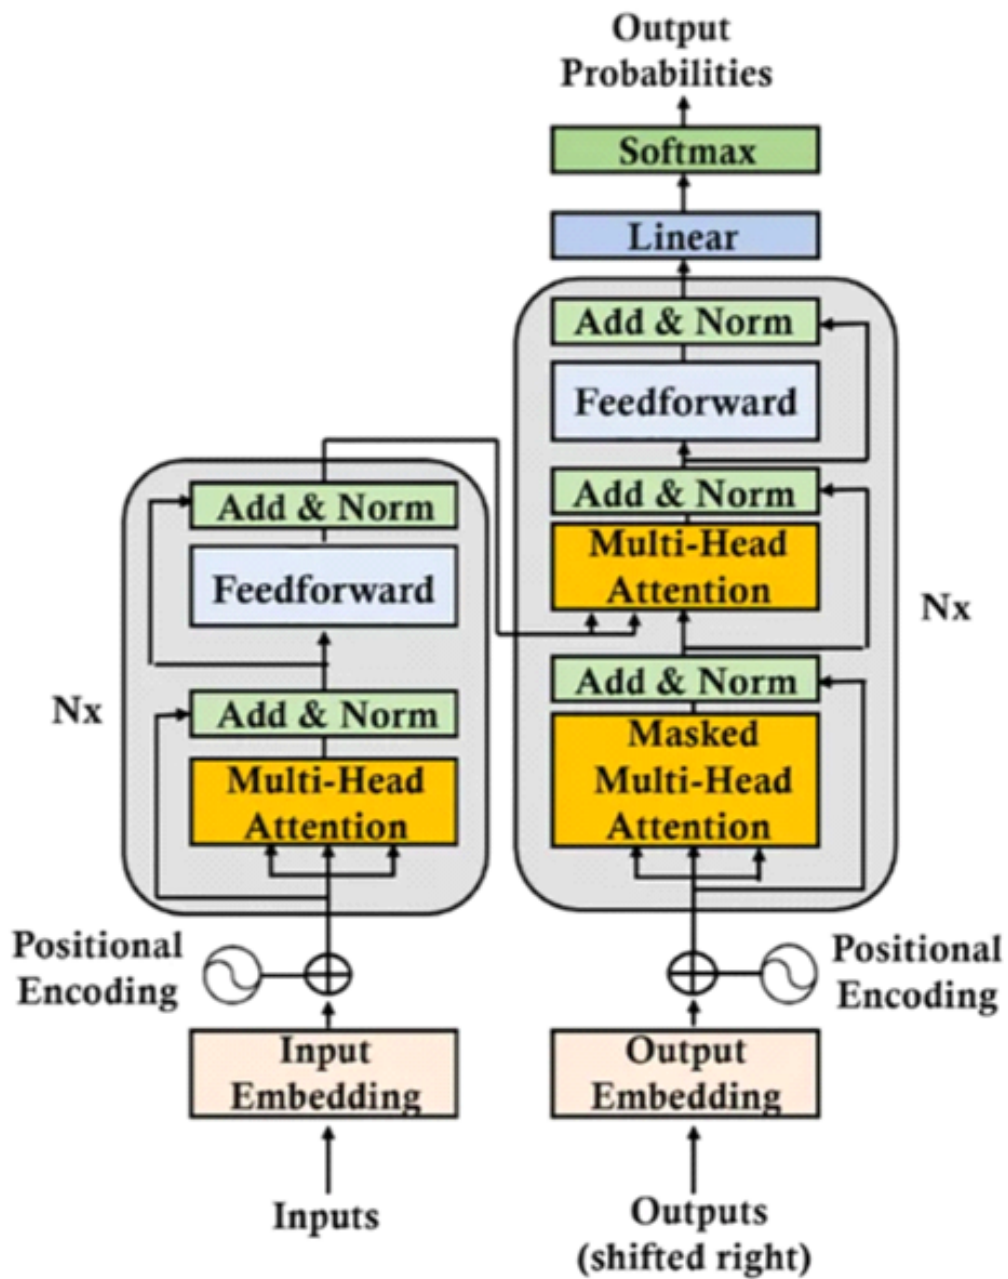 Output
Probabilities
Softmax
Linear
Add & Norm
Feedforward
Add & Norm
Multi-Head
Attention
Nx
Add & Norm
Masked
Multi-Head
Attention
Add & Norm
Feedforward
Nx
Add & Norm
Multi-Head
Attention
Positional
Encoding
Positional
Encoding
Input
Embedding
Output
Embedding
Inputs
Outputs
(shifted right)